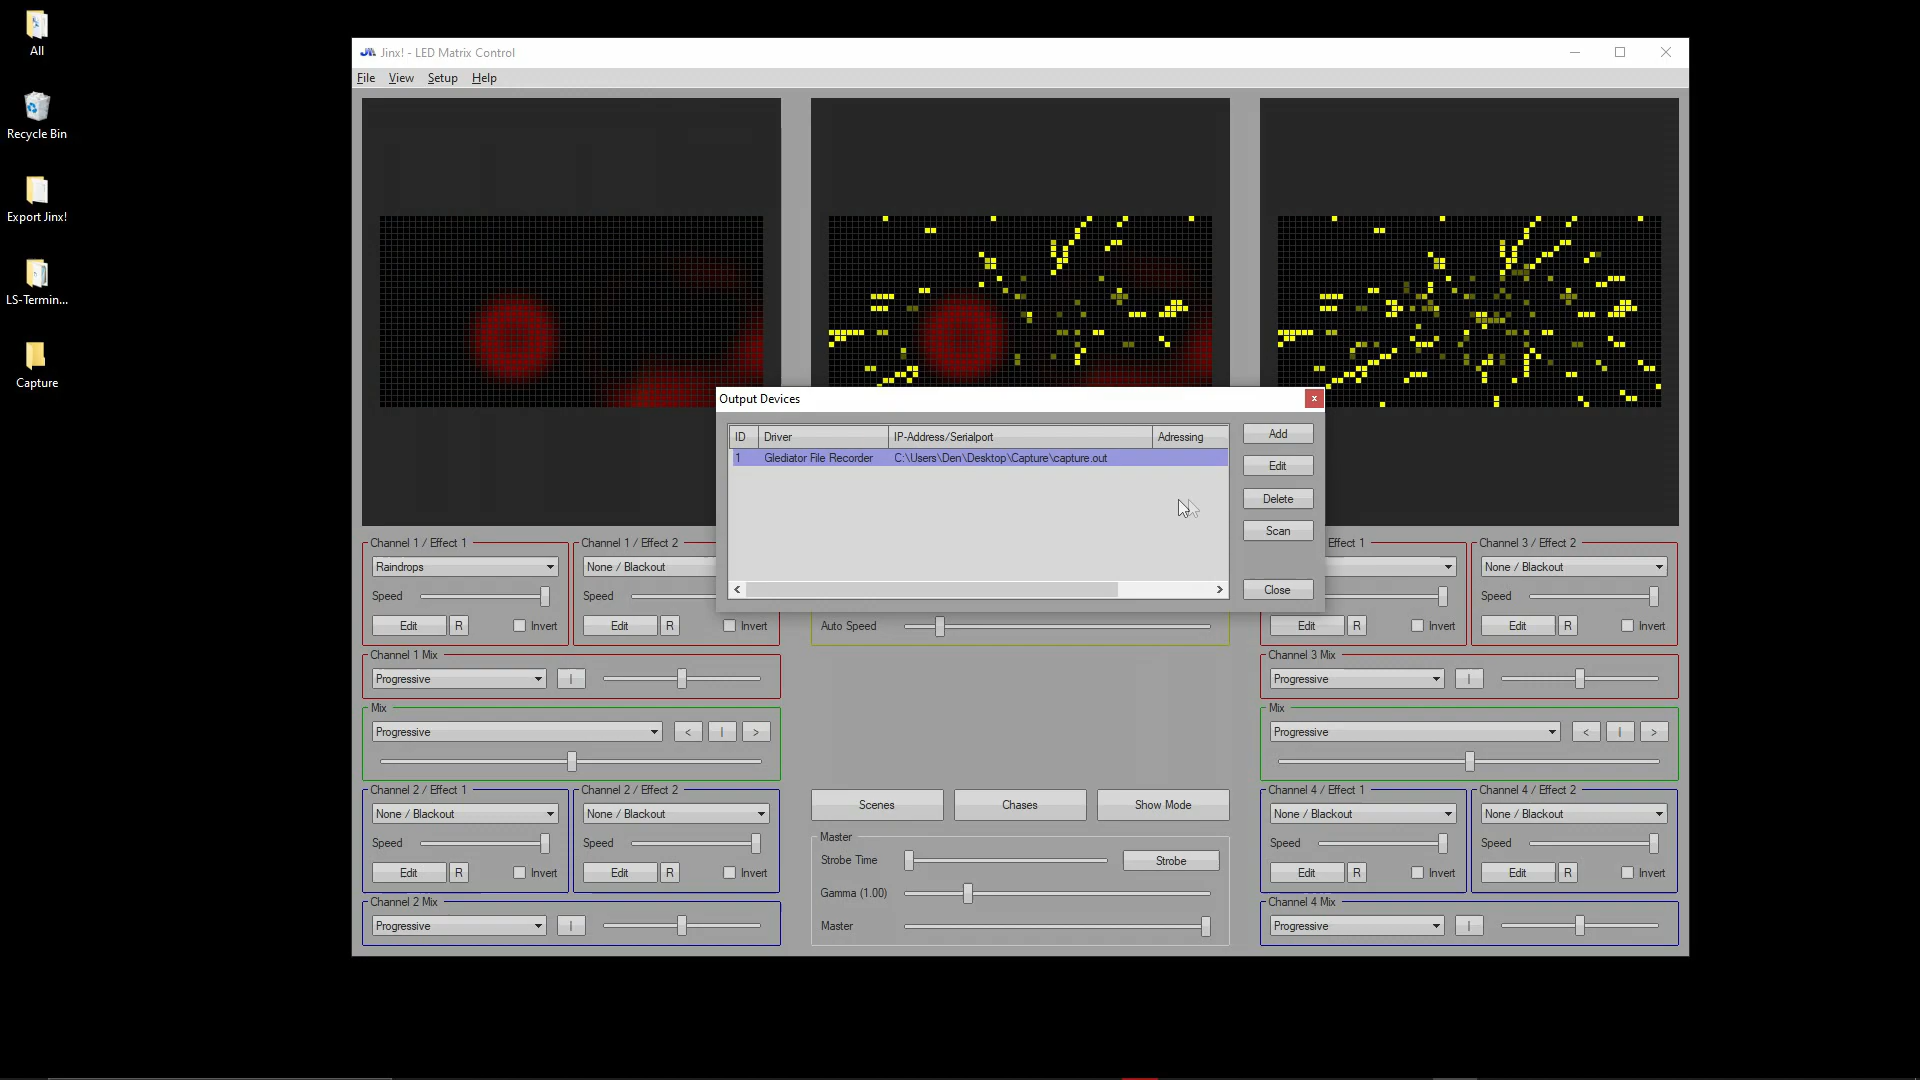 All
Recycle Bin
Export Jinx!
LS-Termin...
Capture
Jinx! - LED Matrix Control
File View Setup Help
Output Devices
ID Driver IP-Address/Serialport Adressing
1 Glediator File Recorder C:\Users\Den\Desktop\Capture\capture.out
Add
Edit
Delete
Scan
Close
Channel 1 / Effect 1
Raindrops
Speed
Edit R Invert
Channel 1 / Effect 2
None / Blackout
Speed
Edit R Invert
Channel 1 Mix
Progressive |
Mix
Progressive < | >
Channel 2 / Effect 1
None / Blackout
Speed
Edit R Invert
Channel 2 / Effect 2
None / Blackout
Speed
Edit R Invert
Channel 2 Mix
Progressive |
Auto Speed
Scenes Chases Show Mode
Master
Strobe Time Strobe
Gamma (1.00)
Master
Effect 1
Edit R Invert
Channel 3 / Effect 2
None / Blackout
Speed
Edit R Invert
Channel 3 Mix
Progressive |
Mix
Progressive < | >
Channel 4 / Effect 1
None / Blackout
Speed
Edit R Invert
Channel 4 / Effect 2
None / Blackout
Speed
Edit R Invert
Channel 4 Mix
Progressive |